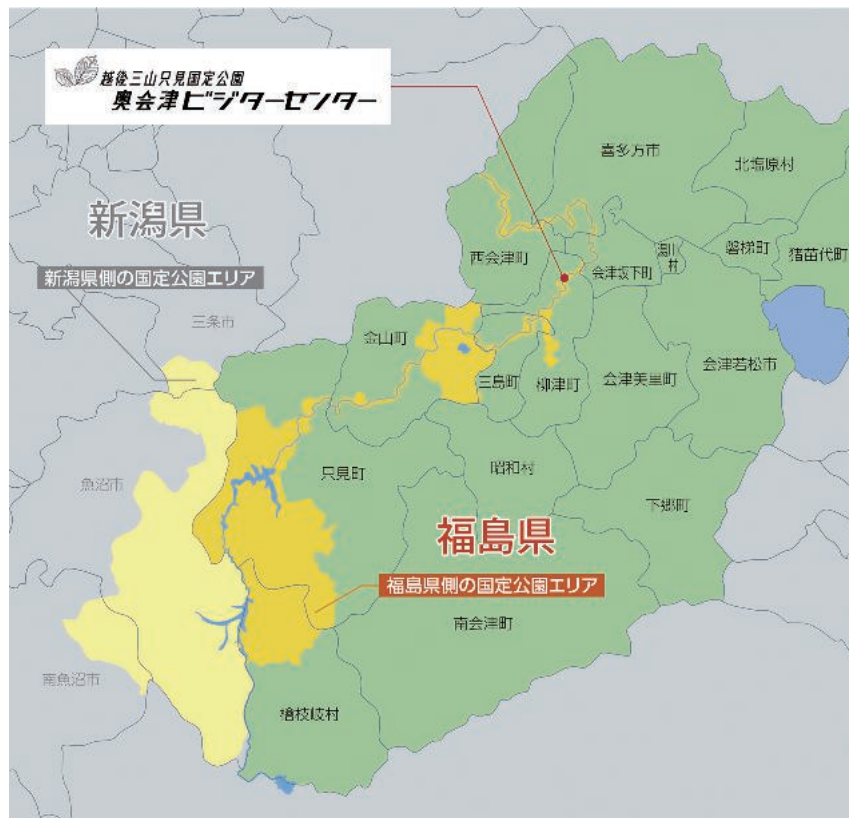 越後三山只見国定公園
奥会津ビジターセンター
喜多方市
北塩原村
新潟県
西会津町
会津坂下町
湯川
村
磐梯町
猪苗代町
新潟県側の国定公園エリア
三条市
金山町
三島町
柳津町
会津美里町
会津若松市
魚沼市
只見町
昭和村
下郷町
福島県
福島県側の国定公園エリア
南会津町
南魚沼市
檜枝岐村